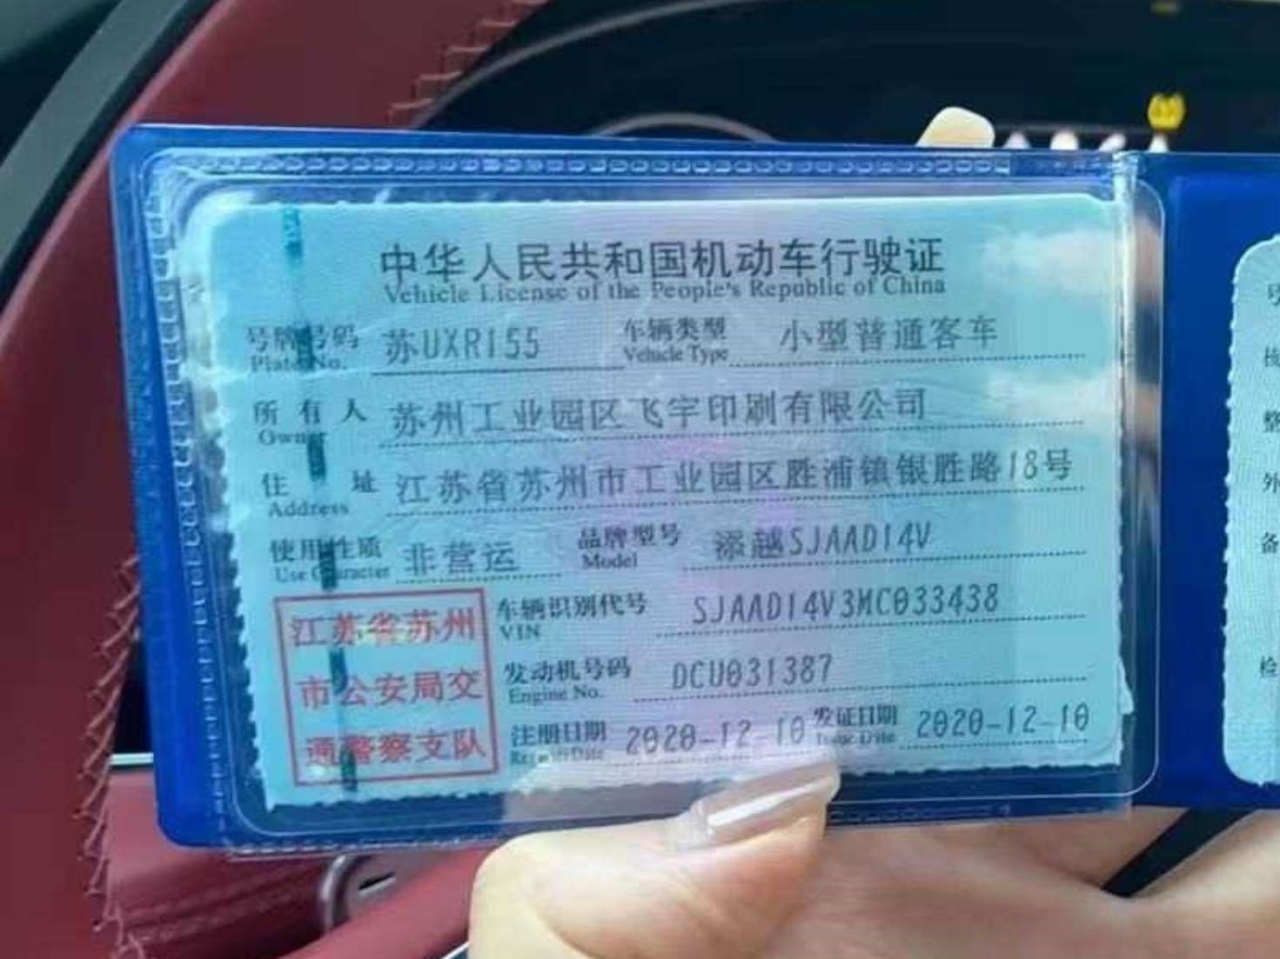 中华人民共和国机动车行驶证
Vehicle License of the People's Republic of China
号牌号码 苏UXR155 车辆类型 小型普通客车
Plate No. Vehicle Type
所有人 苏州工业园区飞宇印刷有限公司
Owner
住址 江苏省苏州市工业园区胜浦镇银胜路18号
Address
使用性质 非营运 品牌型号 添越SJAAD14V
Use Character Model
江苏省苏州
市公安局交
通警察支队
车辆识别代号 SJAAD14V3MC033438
VIN
发动机号码 DCU031387
Engine No.
注册日期 2020-12-10 发证日期 2020-12-10
Issue Date
号
整
外
备
检